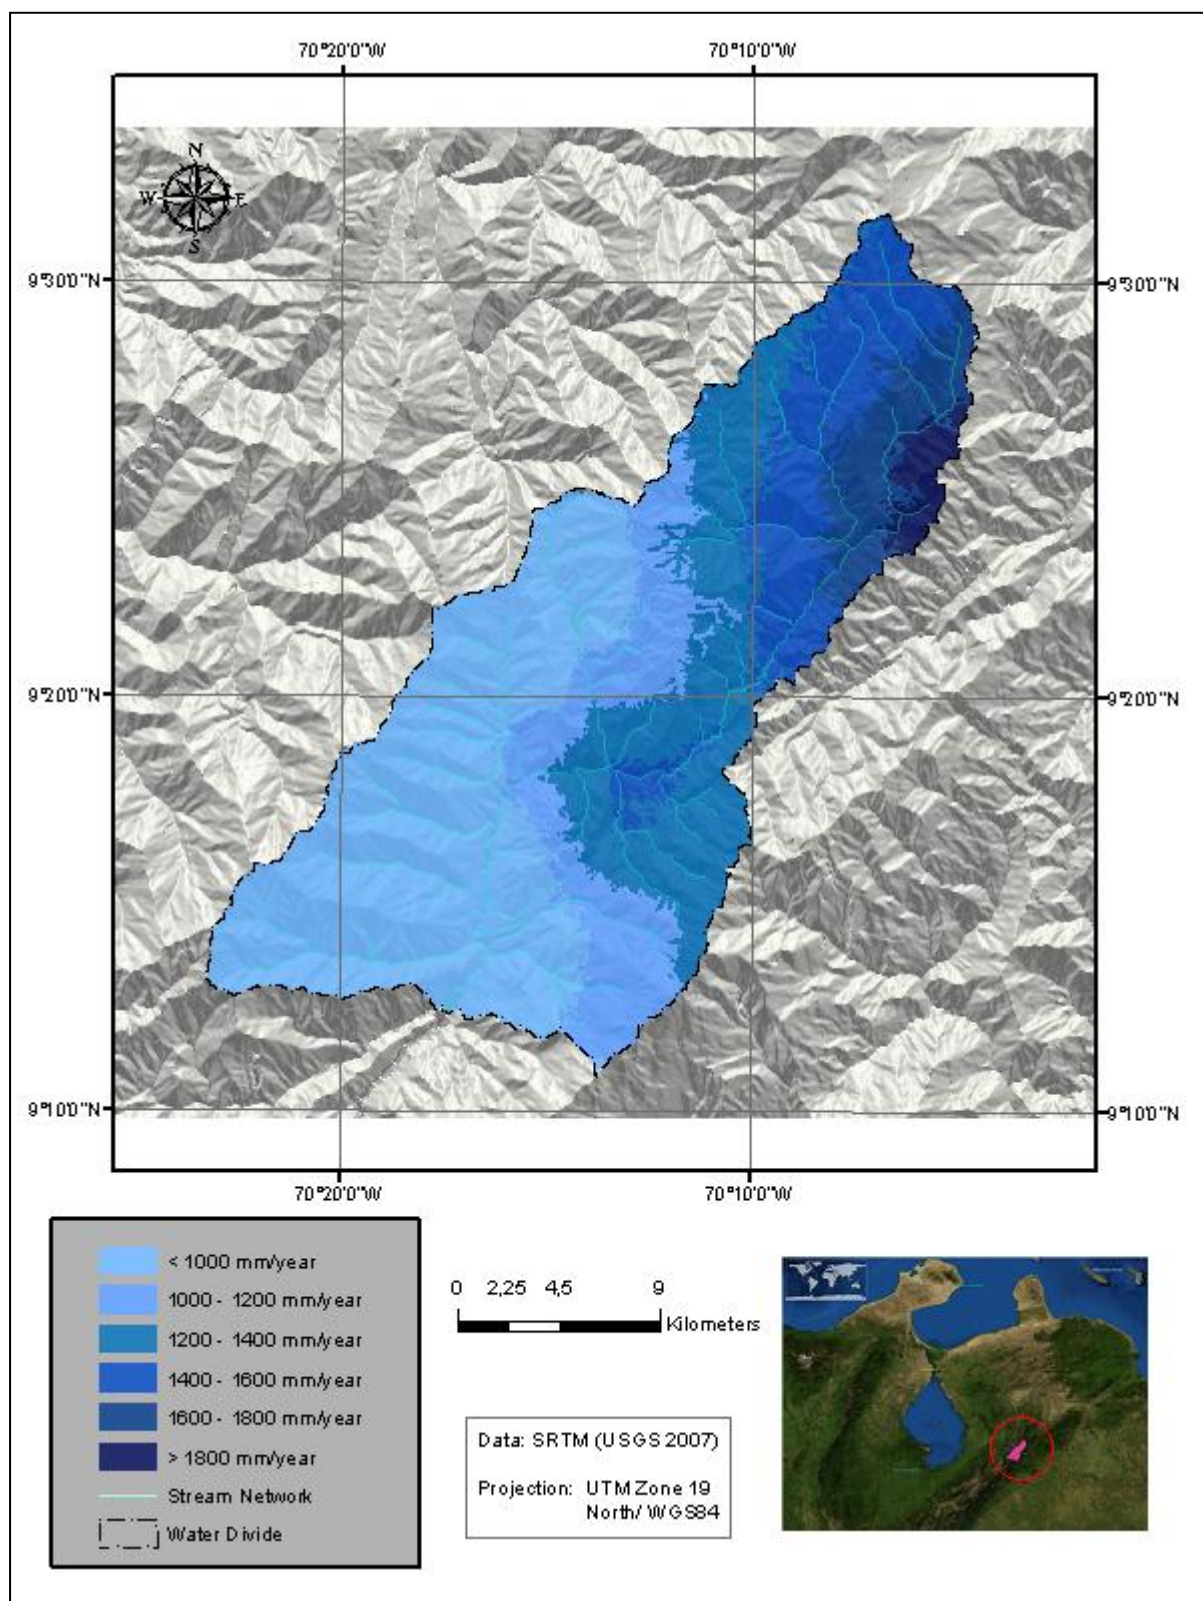 70°20'0"W
70°10'0"W
N
W E
S
9°30'0"N
9°30'0"N
9°20'0"N
9°20'0"N
9°10'0"N
9°10'0"N
70°20'0"W
70°10'0"W
< 1000 mm/year
1000 - 1200 mm/year
1200 - 1400 mm/year
1400 - 1600 mm/year
1600 - 1800 mm/year
> 1800 mm/year
Stream Network
Water Divide
0 2,25 4,5 9
Kilometers
Data: SRTM (USGS 2007)
Projection: UTM Zone 19
North/ WGS84